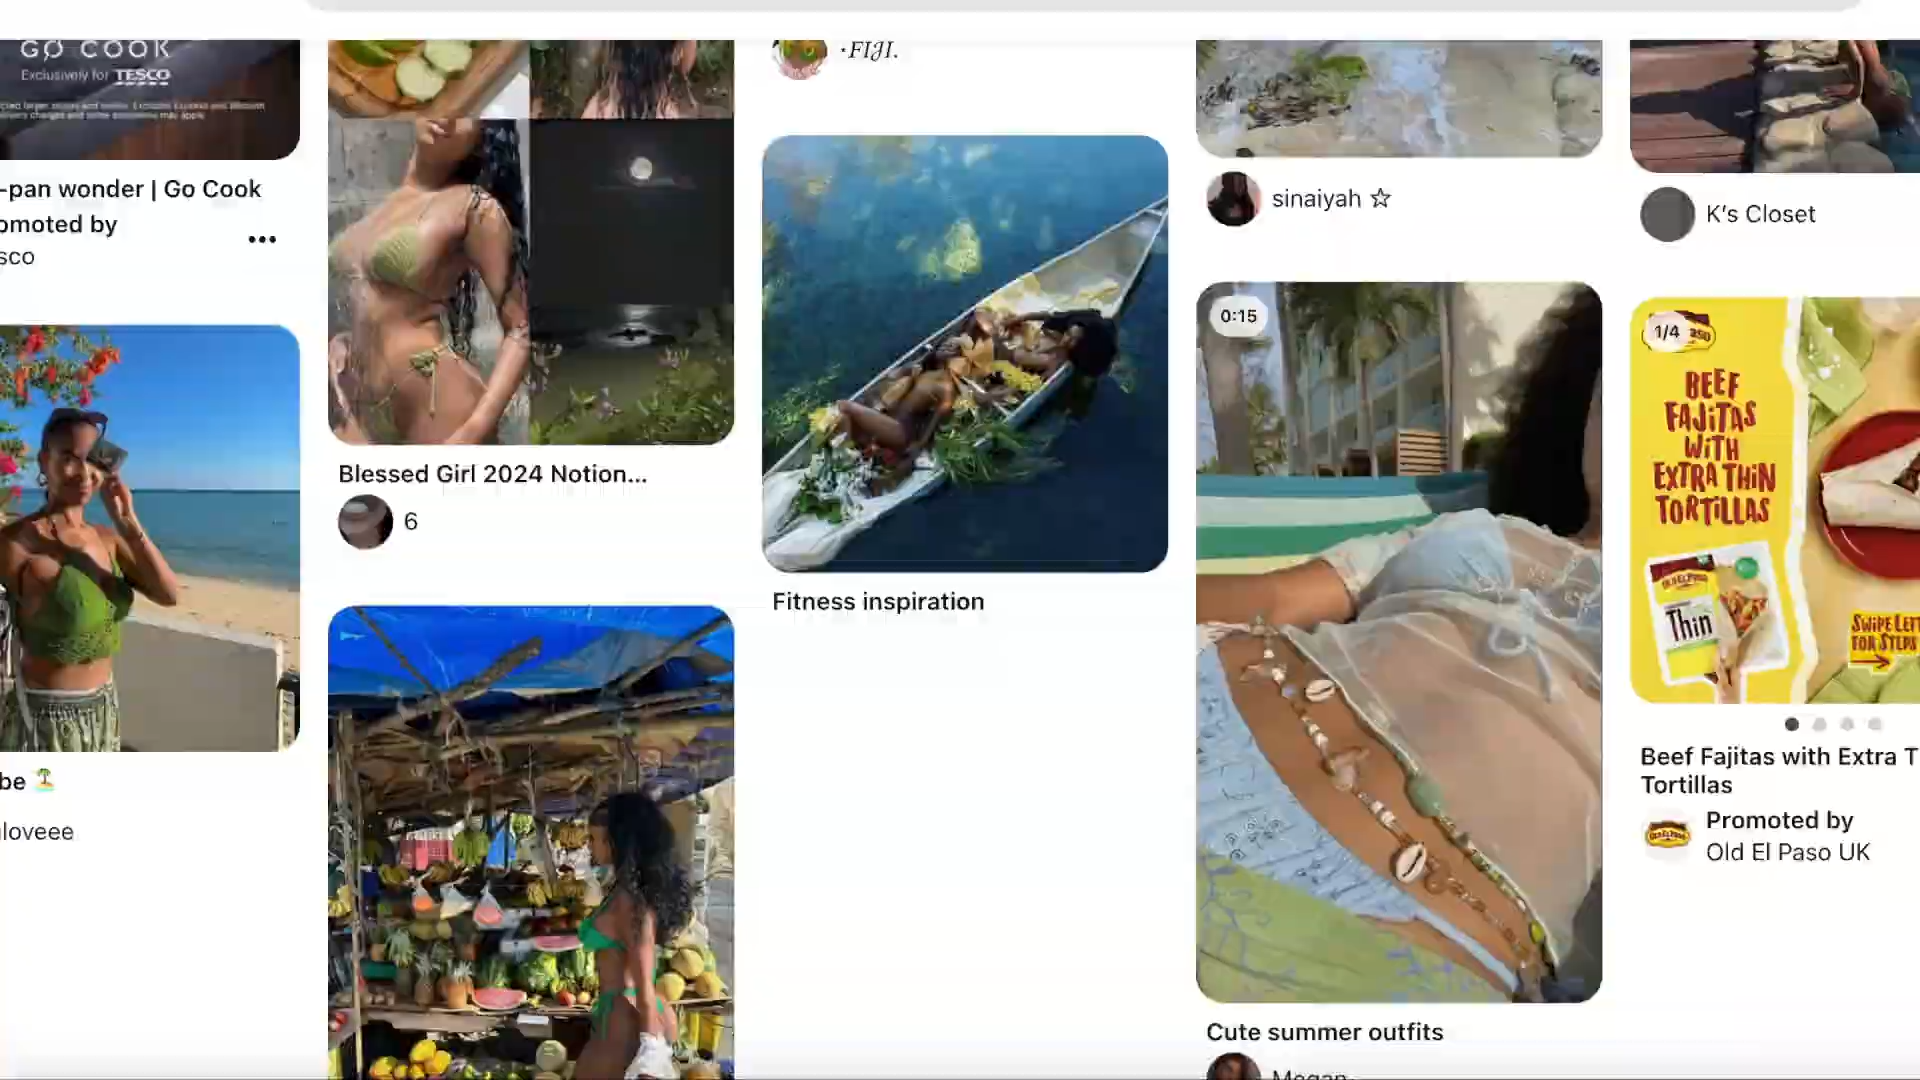 GO COOK
Exclusively for TESCO
-pan wonder | Go Cook
omoted by
sco
be 🏝️
loveee
Blessed Girl 2024 Notion...
6
·FIJI.
Fitness inspiration
sinaiyah ☆
0:15
Cute summer outfits
Megan
K's Closet
1/4
BEEF
FAJiTAS
WiTH
EXTRA THiN
TORTiLLAS
Thin
SWiPE LEFT
FOR STEPS
Beef Fajitas with Extra T
Tortillas
Promoted by
Old El Paso UK